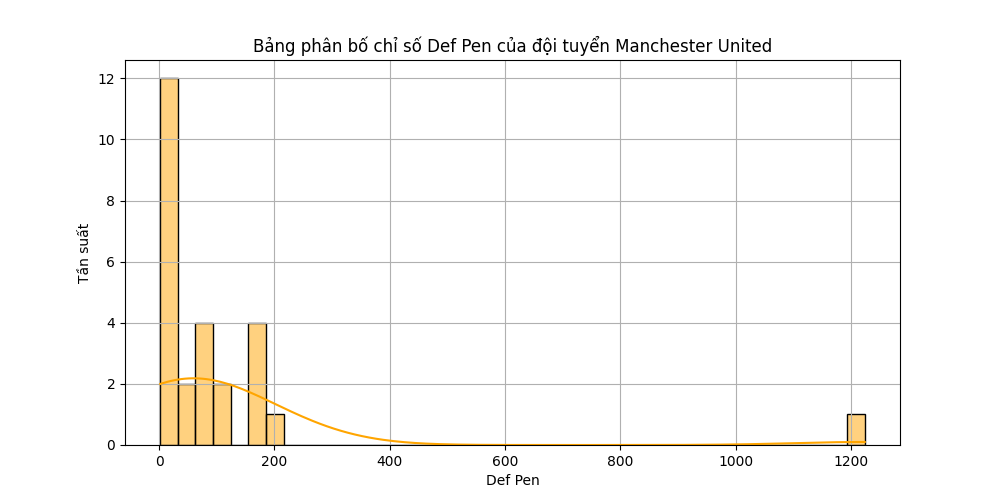 Bảng phân bố chỉ số Def Pen của đội tuyển Manchester United
12
10
8
6
4
2
0
Tần suất
0 200 400 600 800 1000 1200
Def Pen